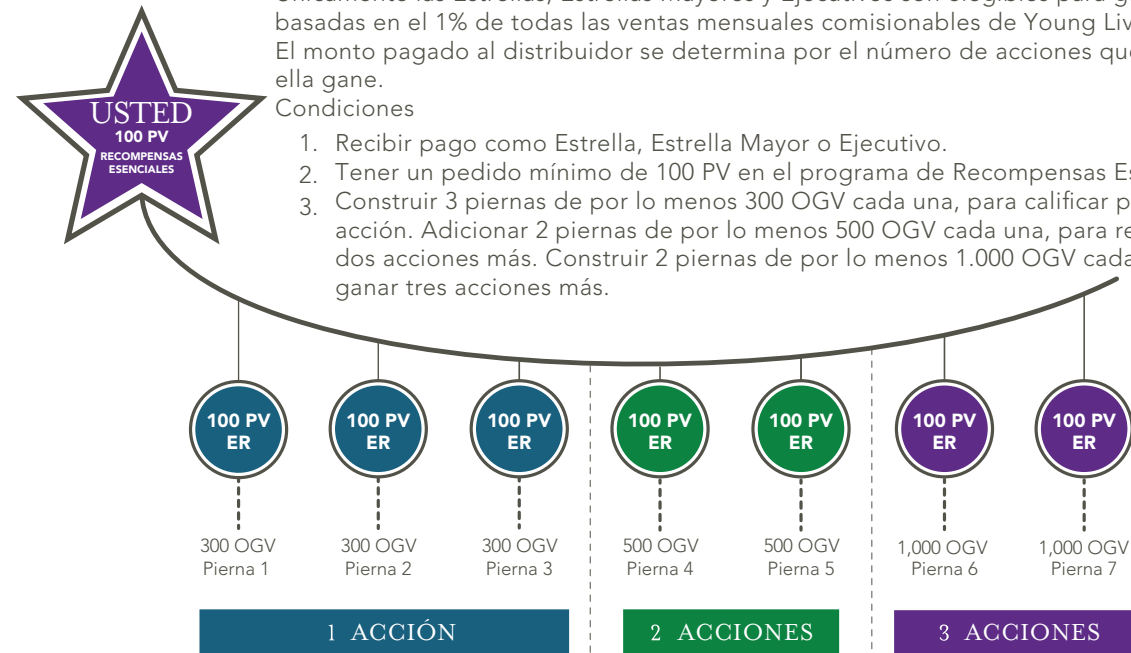 basadas en el 1% de todas las ventas mensuales comisionables de Young Liv
El monto pagado al distribuidor se determina por el número de acciones que
ella gane.
Condiciones
1. Recibir pago como Estrella, Estrella Mayor o Ejecutivo.
2. Tener un pedido mínimo de 100 PV en el programa de Recompensas Es
3. Construir 3 piernas de por lo menos 300 OGV cada una, para calificar p
acción. Adicionar 2 piernas de por lo menos 500 OGV cada una, para re
dos acciones más. Construir 2 piernas de por lo menos 1.000 OGV cada
ganar tres acciones más.
USTED
100 PV
RECOMPENSAS
ESENCIALES
100 PV ER
100 PV ER
100 PV ER
100 PV ER
100 PV ER
100 PV ER
100 PV ER
300 OGV Pierna 1
300 OGV Pierna 2
300 OGV Pierna 3
500 OGV Pierna 4
500 OGV Pierna 5
1,000 OGV Pierna 6
1,000 OGV Pierna 7
1 ACCIÓN
2 ACCIONES
3 ACCIONES